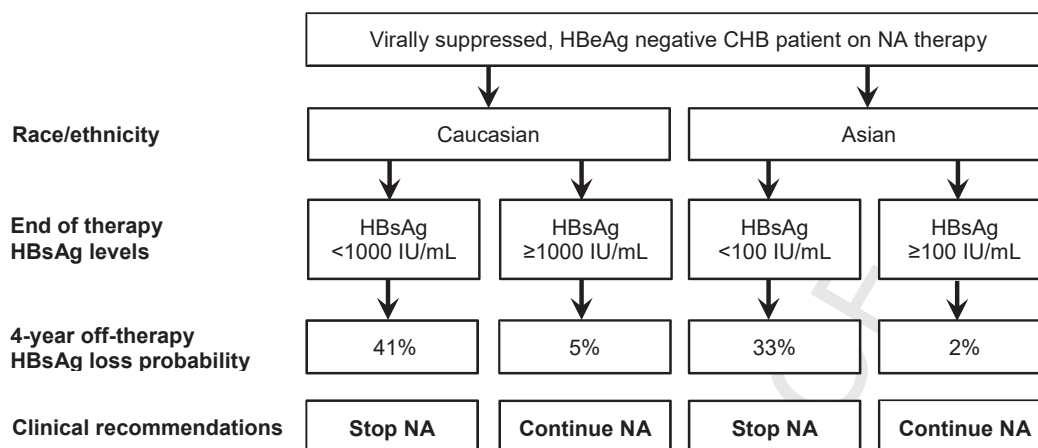 Virally suppressed, HBeAg negative CHB patient on NA therapy
Race/ethnicity
Caucasian
Asian
End of therapy
HBsAg levels
HBsAg
<1000 IU/mL
HBsAg
≥1000 IU/mL
HBsAg
<100 IU/mL
HBsAg
≥100 IU/mL
4-year off-therapy
HBsAg loss probability
41%
5%
33%
2%
Clinical recommendations
Stop NA
Continue NA
Stop NA
Continue NA